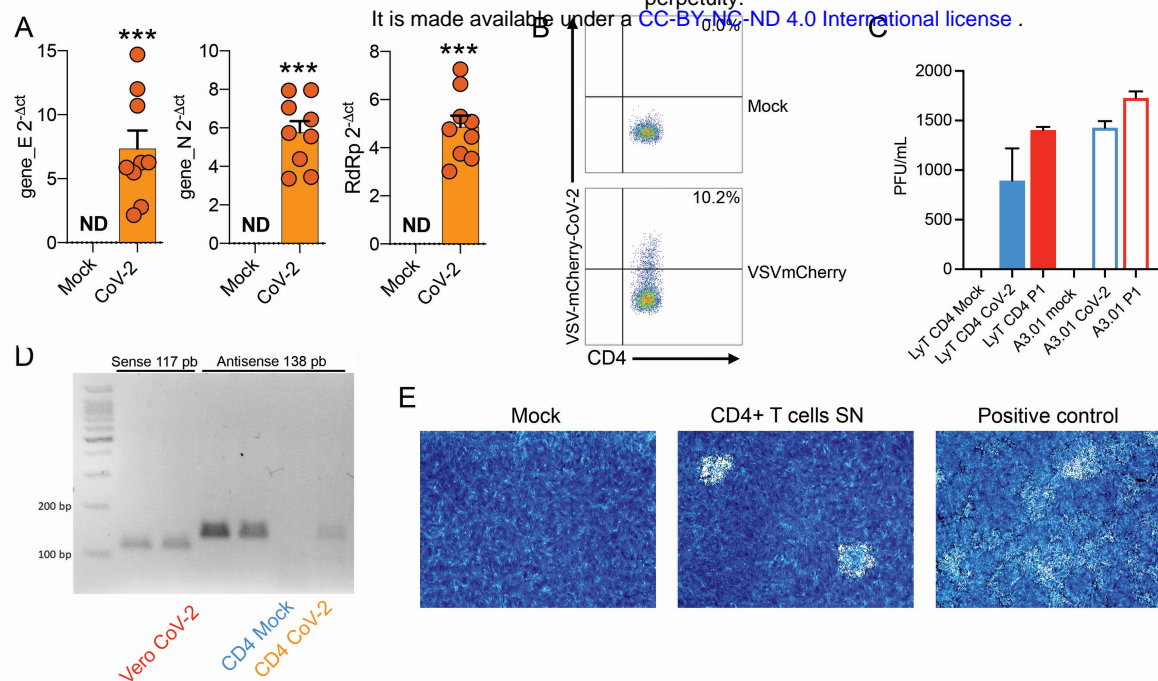 perpetuity.
It is made available under a CC-BY-NC-ND 4.0 International license .
A
***
15
10
5
0
gene_E 2-Δct
ND
Mock
CoV-2
***
10
8
6
4
2
0
gene_N 2-Δct
ND
Mock
CoV-2
***
8
6
4
2
0
RdRp 2-Δct
ND
Mock
CoV-2
B
0.0%
Mock
10.2%
VSVmCherry
VSV-mCherry-CoV-2
CD4
C
2000
1500
1000
500
0
PFU/mL
LyT CD4 Mock
LyT CD4 CoV-2
LyT CD4 P1
A3.01 mock
A3.01 CoV-2
A3.01 P1
D
Sense 117 pb
Antisense 138 pb
200 bp
100 bp
Vero CoV-2
CD4 Mock
CD4 CoV-2
E
Mock
CD4+ T cells SN
Positive control